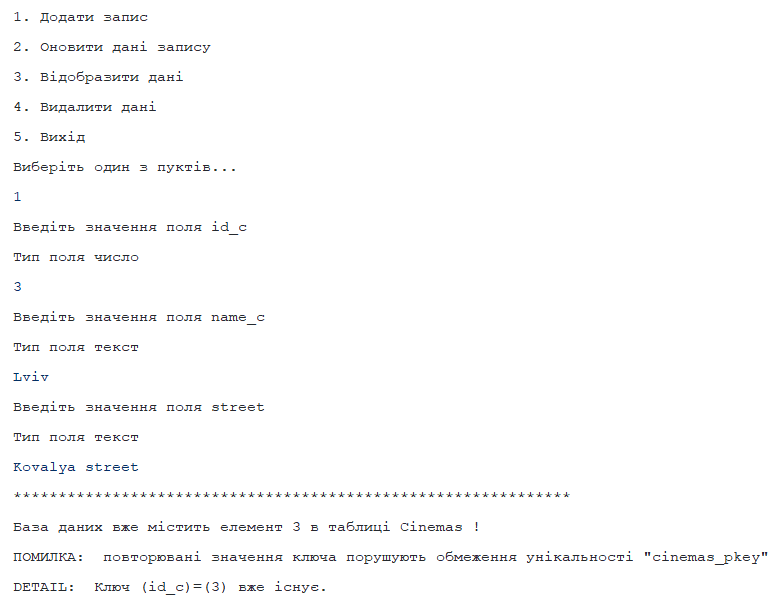 1. Додати запис
2. Оновити дані запису
3. Відобразити дані
4. Видалити дані
5. Вихід
Виберіть один з пуктів...
1
Введіть значення поля id_c
Тип поля число
3
Введіть значення поля name_c
Тип поля текст
Lviv
Введіть значення поля street
Тип поля текст
Kovalya street
**************************************************************
База даних вже містить елемент 3 в таблиці Cinemas !
ПОМИЛКА:  повторювані значення ключа порушують обмеження унікальності "cinemas_pkey"
DETAIL:  Ключ (id_c)=(3) вже існує.